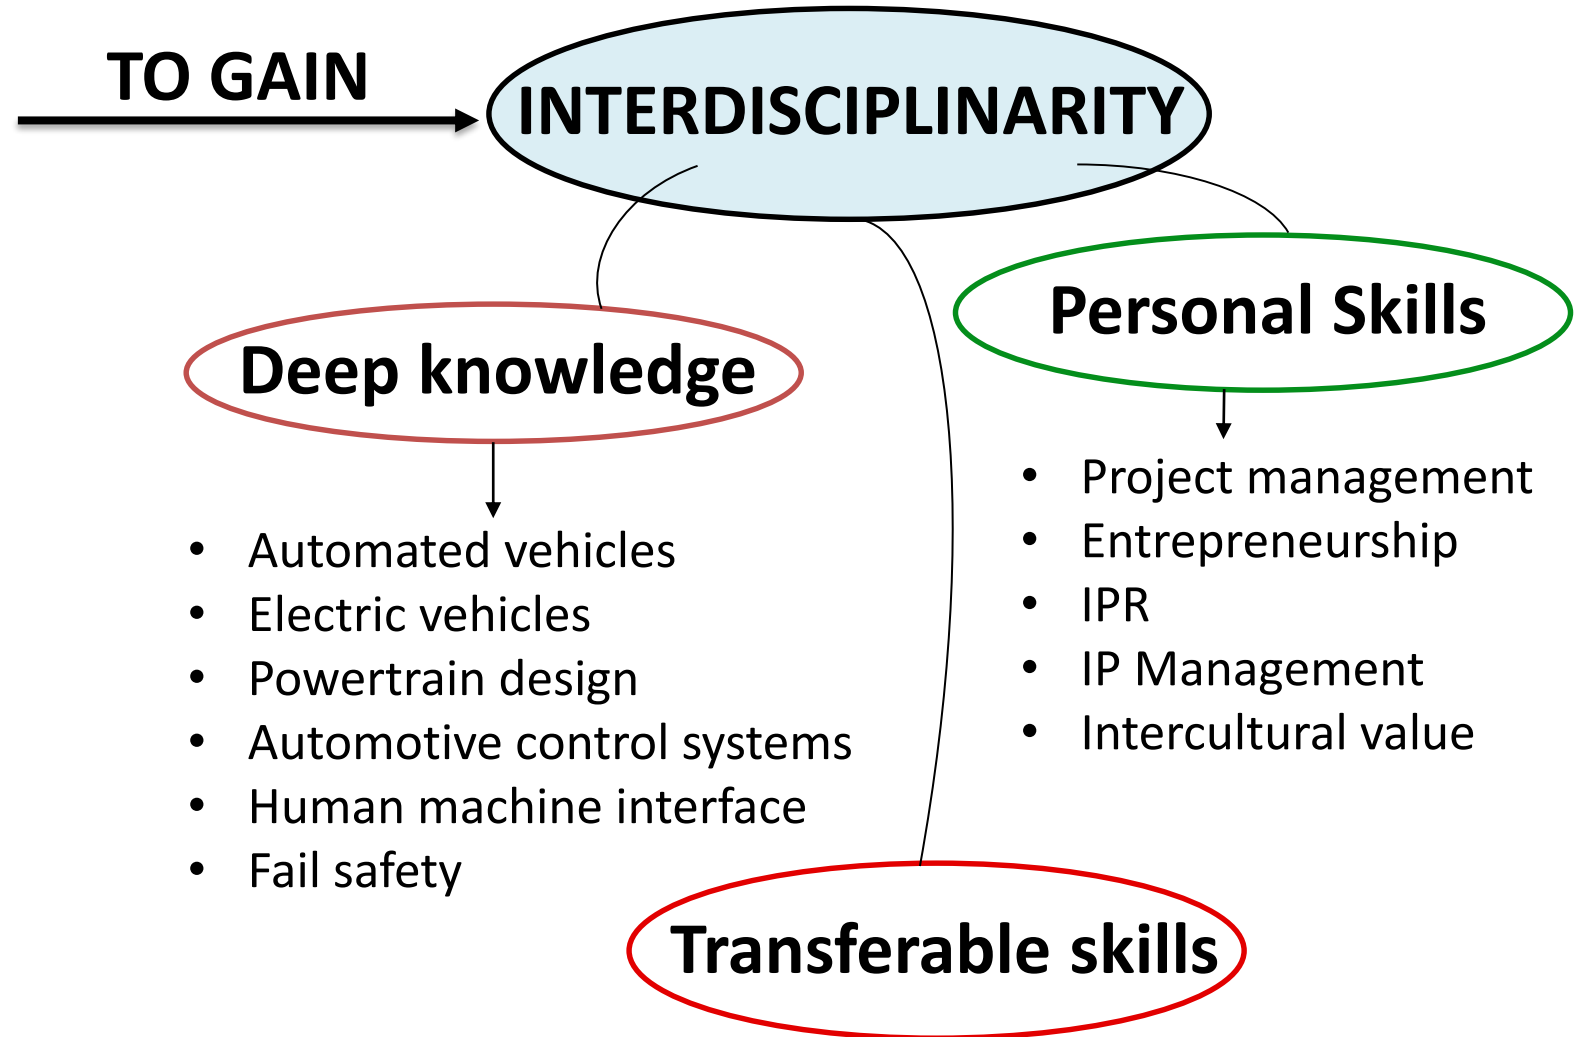 TO GAIN
INTERDISCIPLINARITY
Deep knowledge
• Automated vehicles
• Electric vehicles
• Powertrain design
• Automotive control systems
• Human machine interface
• Fail safety
Personal Skills
• Project management
• Entrepreneurship
• IPR
• IP Management
• Intercultural value
Transferable skills